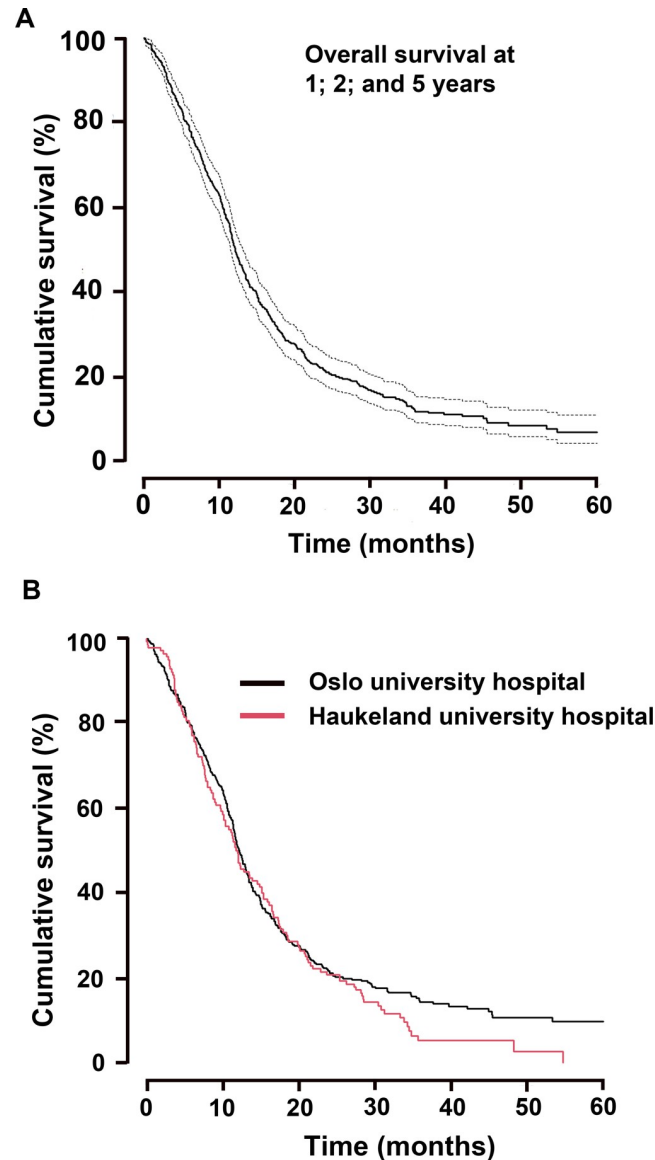 A
Overall survival at
1; 2; and 5 years
Cumulative survival (%)
100
80
60
40
20
0
0 10 20 30 40 50 60
Time (months)
B
Oslo university hospital
Haukeland university hospital
Cumulative survival (%)
100
80
60
40
20
0
0 10 20 30 40 50 60
Time (months)